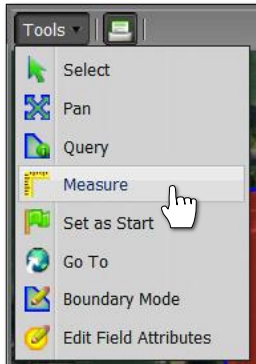 Tools
Select
Pan
Query
Measure
Set as Start
Go To
Boundary Mode
Edit Field Attributes